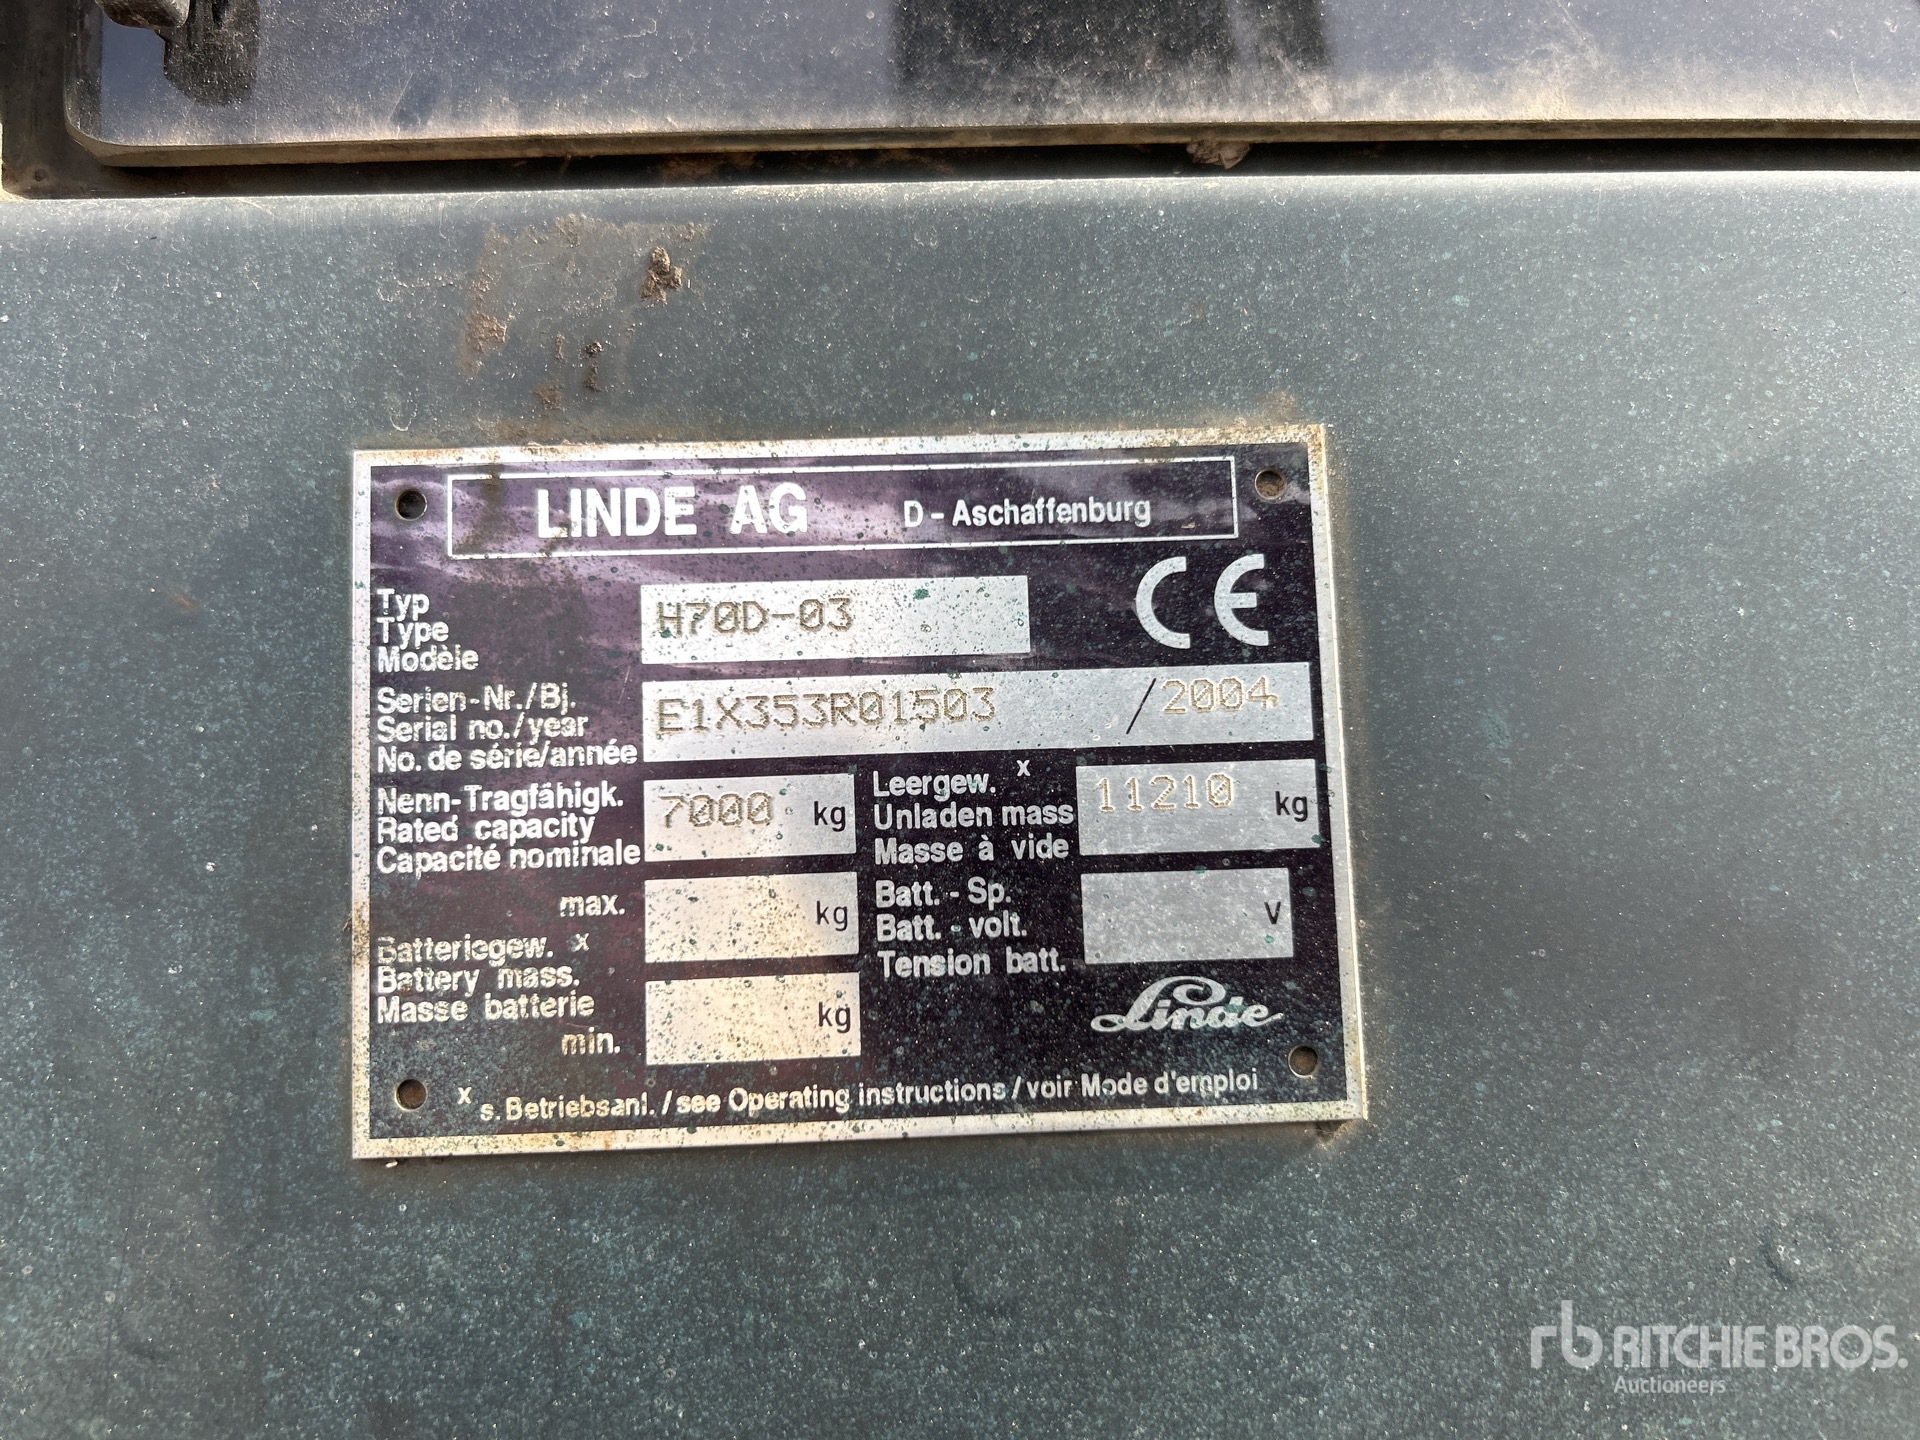 LINDE AG D - Aschaffenburg
Typ
Type
Modèle
H70D-03
CE
Serien-Nr./Bj.
Serial no./year
No. de série/année
E1X353R01503 /2004
Nenn-Tragfähigk.
Rated capacity
Capacité nominale
7000 kg
Leergew. x
Unladen mass
Masse à vide
11210 kg
max. kg
Batteriegew. x
Battery mass.
Masse batterie
min. kg
Batt. - Sp.
Batt. - volt.
Tension batt.
V
Linde
x s. Betriebsanl. / see Operating instructions / voir Mode d'emploi
rb RITCHIE BROS.
Auctioneers